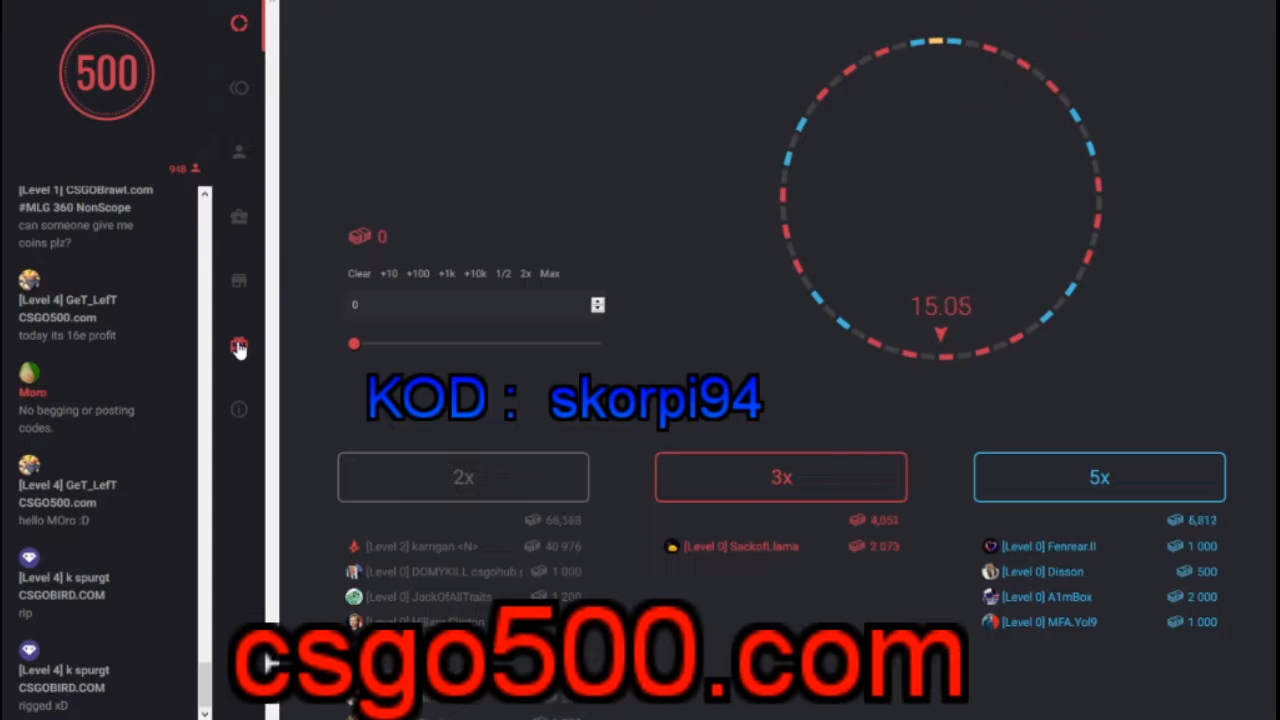 500
948
[Level 1] CSGOBrawl.com
#MLG 360 NonScope
can someone give me
coins plz?
[Level 4] GeT_LefT
CSGO500.com
today its 16e profit
Moro
No begging or posting
codes.
[Level 4] GeT_LefT
CSGO500.com
hello MOro :D
[Level 4] k spurgt
CSGOBIRD.COM
rip
[Level 4] k spurgt
CSGOBIRD.COM
rigged xD
0
Clear +10 +100 +1k +10k 1/2 2x Max
0
15.05
KOD : skorpi94
2x
[Level 2] karrigan <N> 40 976
[Level 0] DOMYKILL csgohub. 1 000
[Level 0] JackOfAllTraits 1 200
3x
[Level 0] SackofLlama 2 073
5x
[Level 0] Fenrear.II 1 000
[Level 0] Disson 500
[Level 0] A1mBox 2 000
[Level 0] MFA.Yol9 1 000
csgo500.com